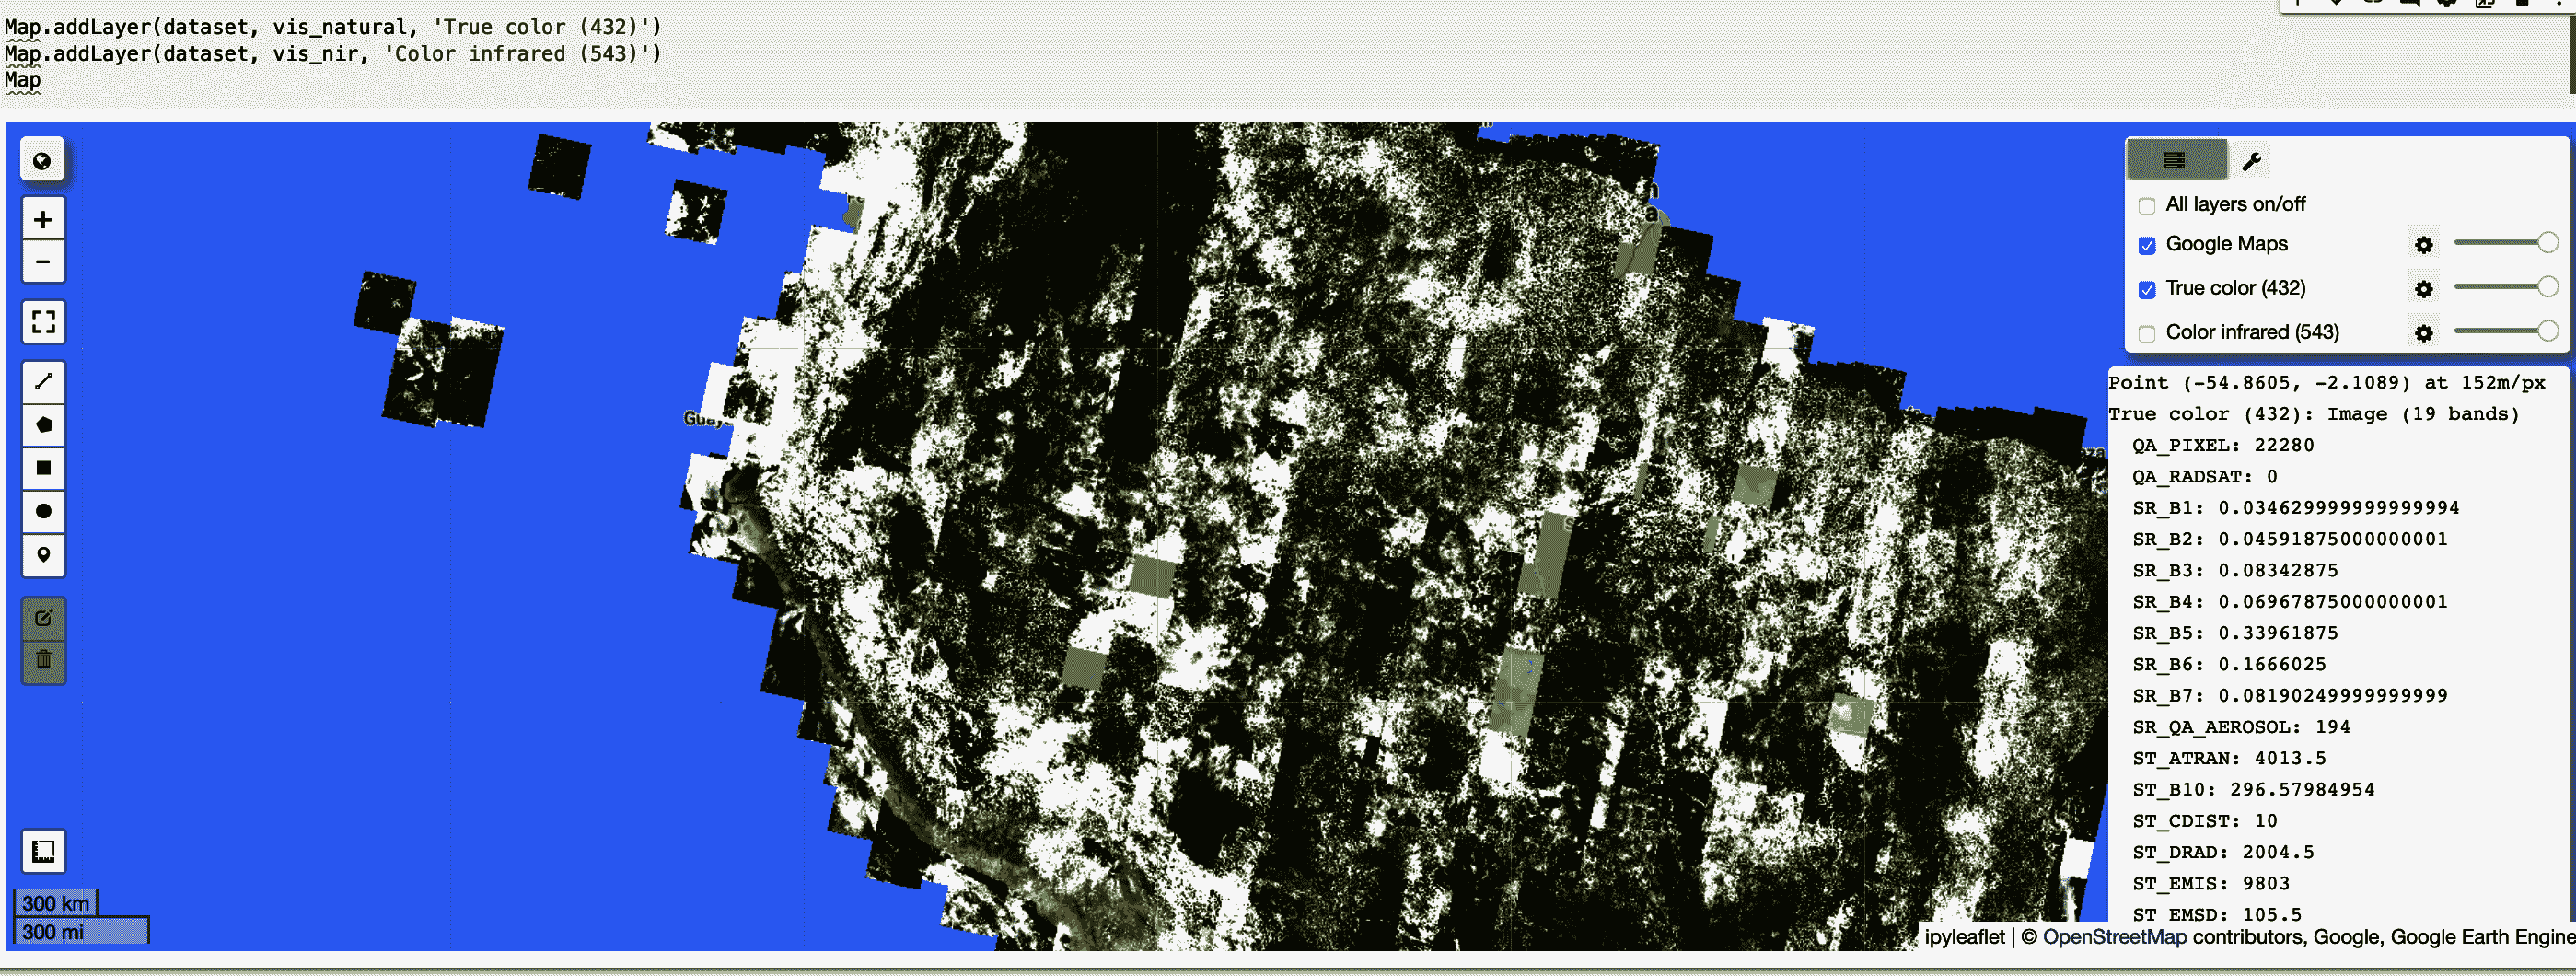 Map.addLayer(dataset, vis_natural, 'True color (432)')
Map.addLayer(dataset, vis_nir, 'Color infrared (543)')
Map
All layers on/off
Google Maps
True color (432)
Color infrared (543)
Point (-54.8605, -2.1089) at 152m/px
True color (432): Image (19 bands)
QA_PIXEL: 22280
QA_RADSAT: 0
SR_B1: 0.034629999999999994
SR_B2: 0.04591875000000001
SR_B3: 0.08342875
SR_B4: 0.06967875000000001
SR_B5: 0.33961875
SR_B6: 0.1666025
SR_B7: 0.08190249999999999
SR_QA_AEROSOL: 194
ST_ATRAN: 4013.5
ST_B10: 296.57984954
ST_CDIST: 10
ST_DRAD: 2004.5
ST_EMIS: 9803
ST_EMSD: 105.5
300 km
300 mi
ipyleaflet | © OpenStreetMap contributors, Google, Google Earth Engine